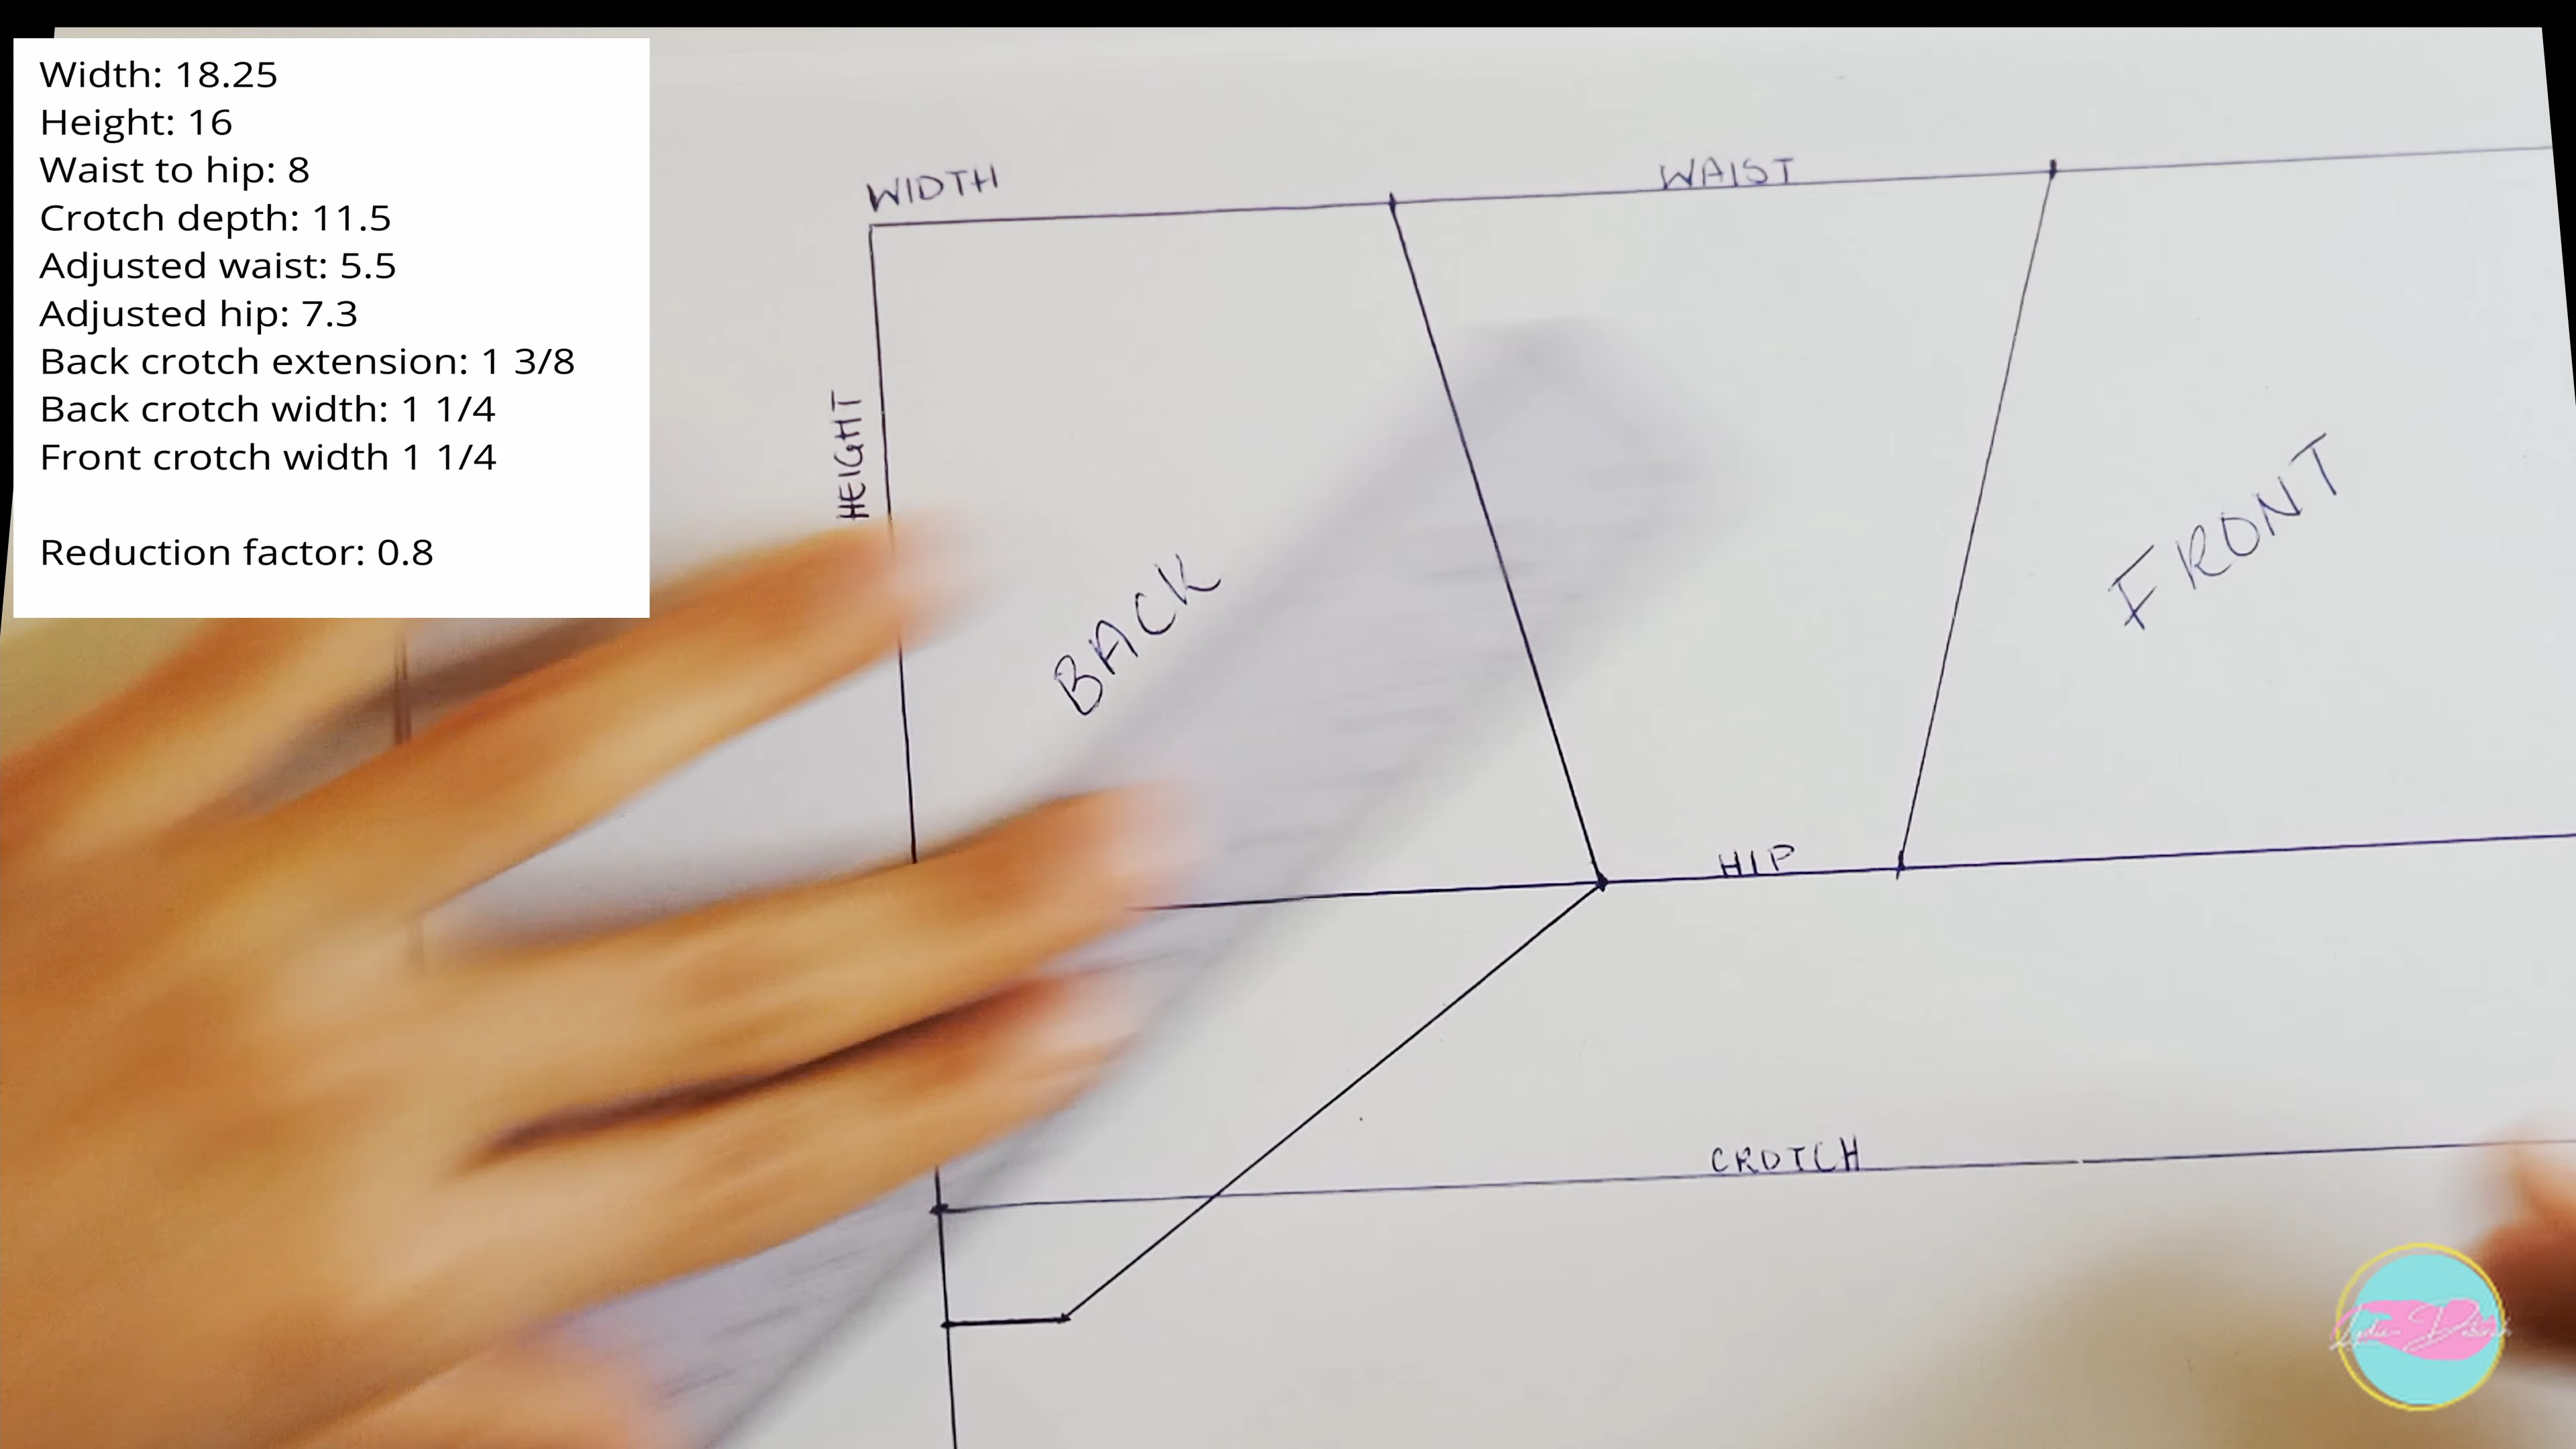 Width: 18.25
Height: 16
Waist to hip: 8
Crotch depth: 11.5
Adjusted waist: 5.5
Adjusted hip: 7.3
Back crotch extension: 1 3/8
Back crotch width: 1 1/4
Front crotch width 1 1/4
Reduction factor: 0.8
WIDTH
WAIST
HEIGHT
BACK
FRONT
HIP
CROTCH